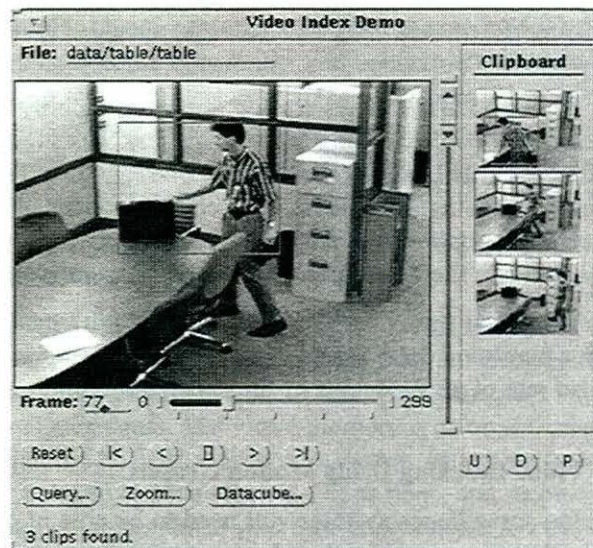 Video Index Demo
File: data/table/table
Clipboard
Frame: 77 0 299
Reset |< < [] > >|
U D P
Query... Zoom... Datacube...
3 clips found.